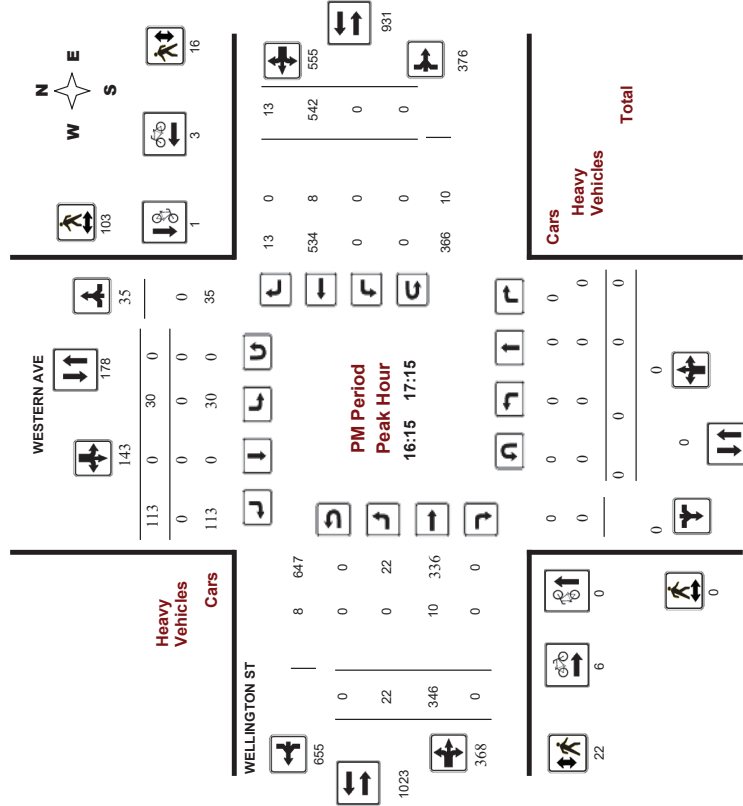 WESTERN AVE
N
W E
S
143
178
35
103
1
3
16
113 0 30 0
0 0 0 0 0
113 0 30 0 35
Heavy
Vehicles
Cars
WELLINGTON ST
655
1023
368
8 647
0 0 0
22 0 22
346 10 336
0 0 0
PM Period
Peak Hour
16:15 17:15
13 0 13
534 8 542
0 0 0
0 0 0
366 10
555
931
376
22
6
0
0
0 0 0 0 0
0 0 0 0 0
0 0 0 0
0
0
0
Cars
Heavy
Vehicles
Total